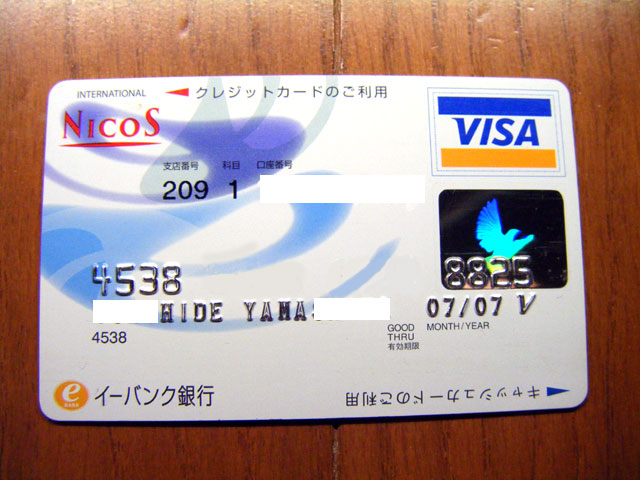 INTERNATIONAL
NICOS
クレジットカードのご利用
VISA
支店番号 科目 口座番号
209 1
4538 8825
HIDE YAMAS 07/07 V
4538
GOOD THRU MONTH/YEAR
有効期限
e BANK イーバンク銀行
キャッシュカードのご利用